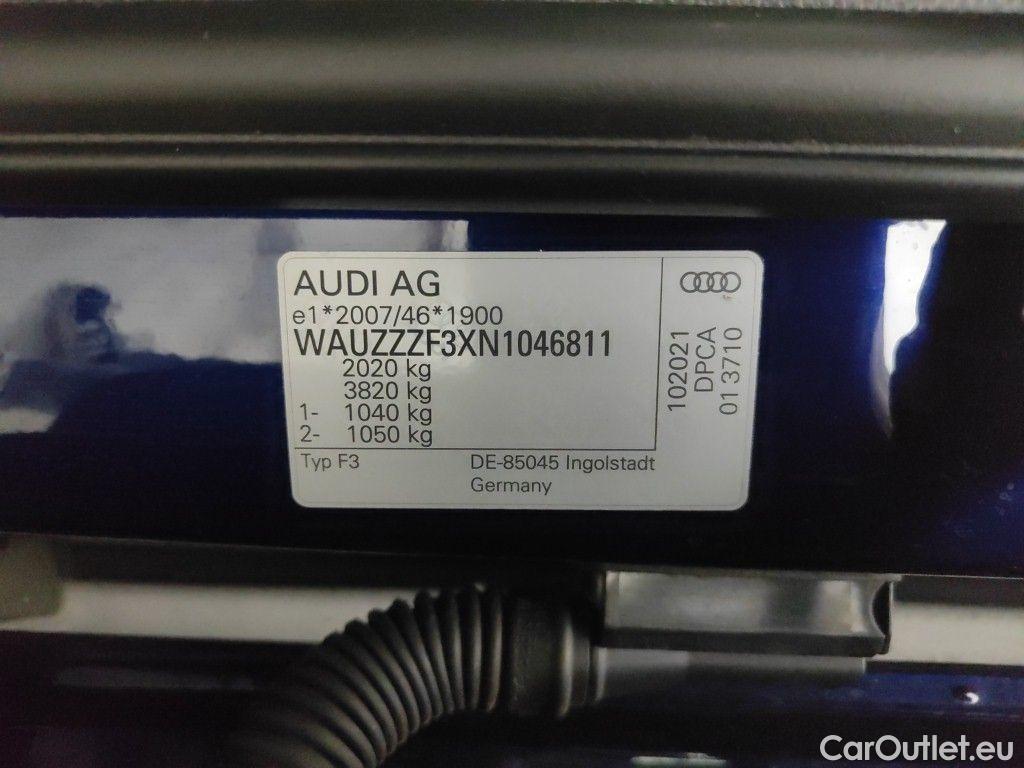 AUDI AG
e1*2007/46*1900
WAUZZZF3XN1046811
2020 kg
3820 kg
1- 1040 kg
2- 1050 kg
Typ F3 DE-85045 Ingolstadt
Germany
102021
DPCA
01 3710
CarOutlet.eu